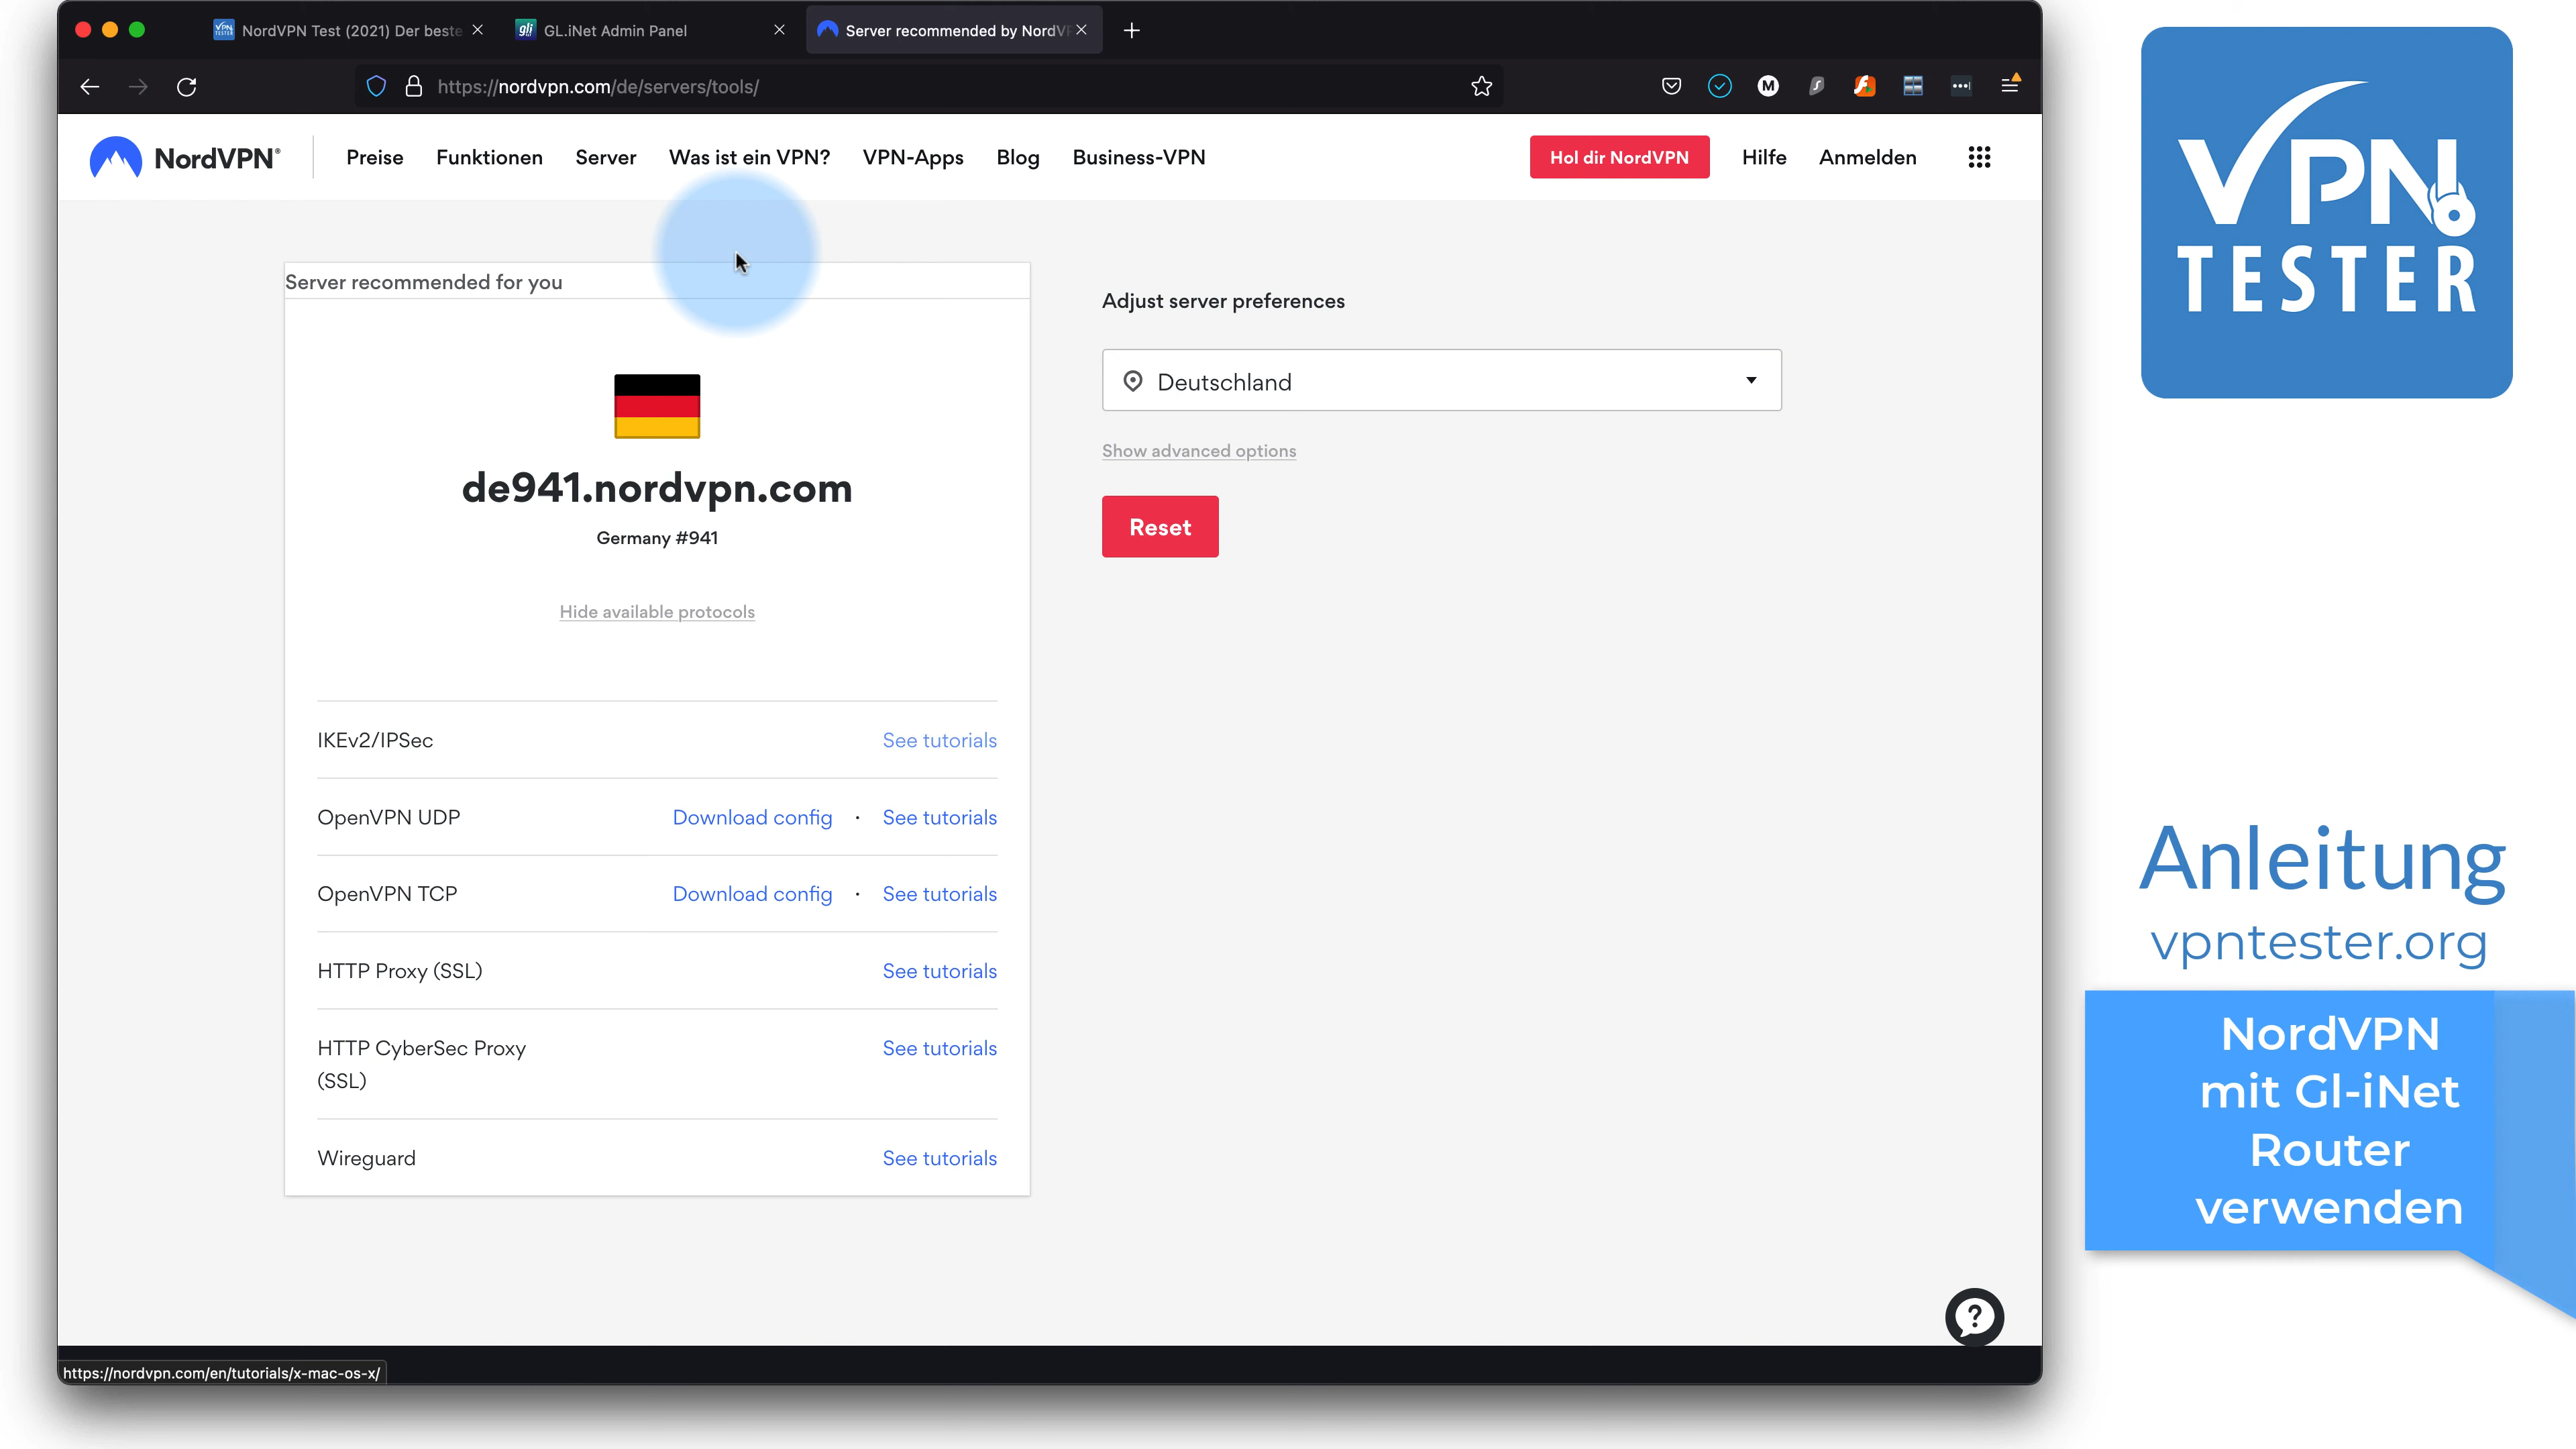 NordVPN Test (2021) Der beste
GL.iNet Admin Panel
Server recommended by NordVP
https://nordvpn.com/de/servers/tools/
NordVPN®
Preise
Funktionen
Server
Was ist ein VPN?
VPN-Apps
Blog
Business-VPN
Hol dir NordVPN
Hilfe
Anmelden
Server recommended for you
de941.nordvpn.com
Germany #941
Hide available protocols
IKEv2/IPSec
See tutorials
OpenVPN UDP
Download config · See tutorials
OpenVPN TCP
Download config · See tutorials
HTTP Proxy (SSL)
See tutorials
HTTP CyberSec Proxy
(SSL)
See tutorials
Wireguard
See tutorials
Adjust server preferences
Deutschland
Show advanced options
Reset
https://nordvpn.com/en/tutorials/x-mac-os-x/
VPN
TESTER
Anleitung
vpntester.org
NordVPN
mit Gl-iNet
Router
verwenden